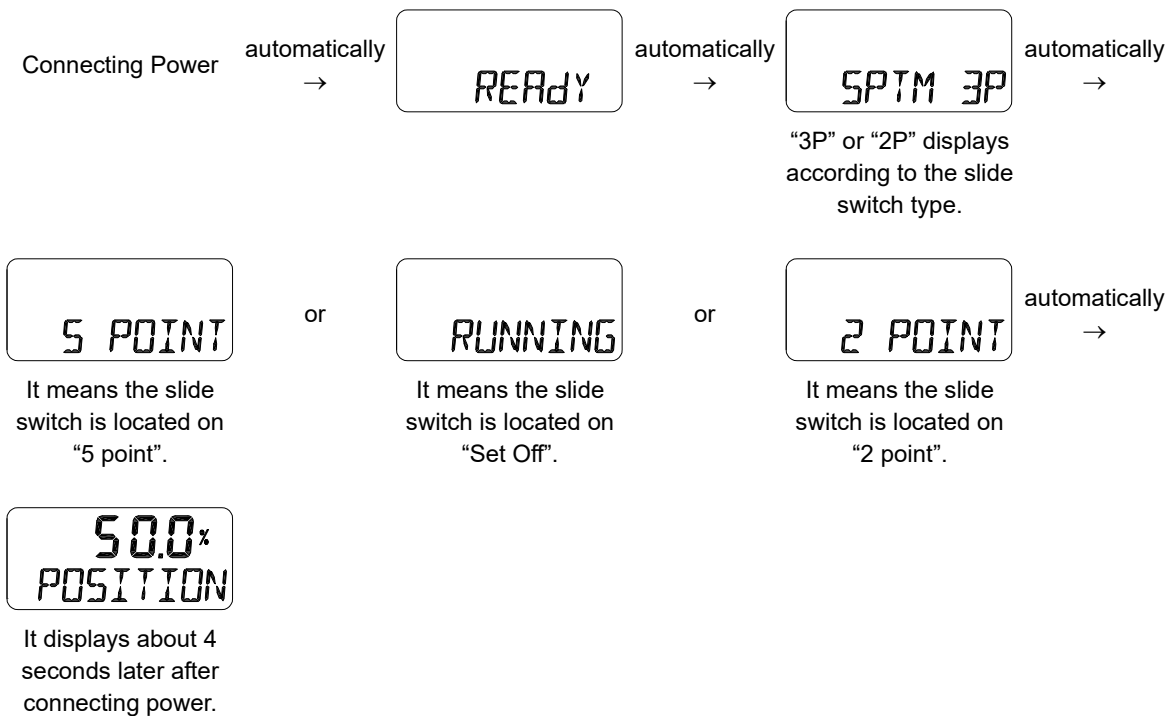 Connecting Power
automatically
→
READY
automatically
→
SPTM 3P
automatically
→
“3P” or “2P” displays
according to the slide
switch type.
5 POINT
or
RUNNING
or
2 POINT
automatically
→
It means the slide
switch is located on
“5 point”.
It means the slide
switch is located on
“Set Off”.
It means the slide
switch is located on
“2 point”.
50.0%
POSITION
It displays about 4
seconds later after
connecting power.